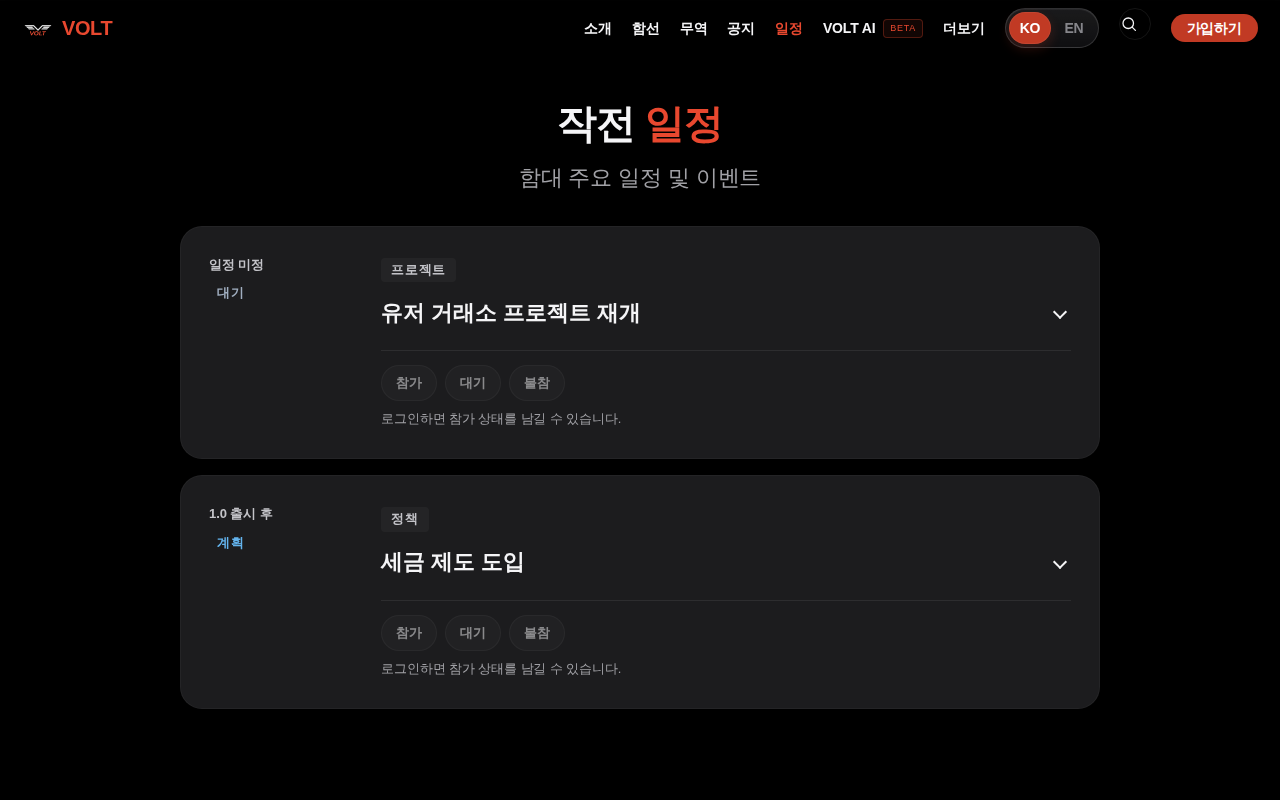 VOLT VOLT 소개 함선 무역 공지 일정 VOLT AI BETA 더보기 KO EN 가입하기
작전 일정
함대 주요 일정 및 이벤트
일정 미정
대기
프로젝트
유저 거래소 프로젝트 재개
참가 대기 불참
로그인하면 참가 상태를 남길 수 있습니다.
1.0 출시 후
계획
정책
세금 제도 도입
참가 대기 불참
로그인하면 참가 상태를 남길 수 있습니다.